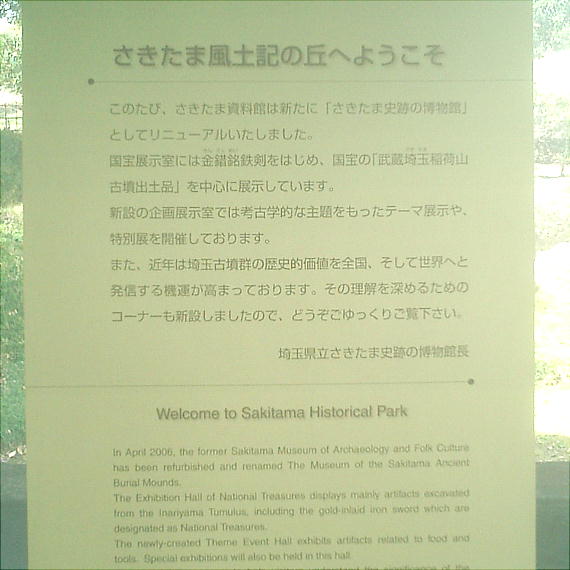 さきたま風土記の丘へようこそ
このたび、さきたま資料館は新たに「さきたま史跡の博物館」
としてリニューアルいたしました。
国宝展示室には金錯銘鉄剣をはじめ、国宝の「武蔵埼玉稲荷山
古墳出土品」を中心に展示しています。
新設の企画展示室では考古学的な主題をもったテーマ展示や、
特別展を開催しております。
また、近年は埼玉古墳群の歴史的価値を全国、そして世界へと
発信する機運が高まっております。その理解を深めるための
コーナーも新設しましたので、どうぞごゆっくりご覧下さい。
埼玉県立さきたま史跡の博物館長
Welcome to Sakitama Historical Park
In April 2006, the former Sakitama Museum of Archaeology and Folk Culture
has been refurbished and renamed The Museum of the Sakitama Ancient
Burial Mounds.
The Exhibition Hall of National Treasures displays mainly artifacts excavated
from the Inariyama Tumulus, including the gold-inlaid iron sword which are
designated as National Treasures.
The newly-created Theme Event Hall exhibits artifacts related to food and
tools. Special exhibitions will also be held in this hall.
understand the significance of the